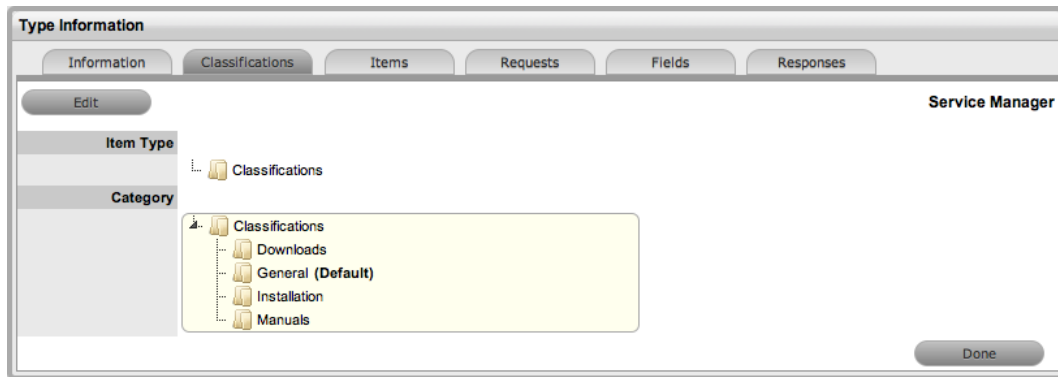 Type Information
Information Classifications Items Requests Fields Responses
Edit Service Manager
Item Type
Classifications
Category
Classifications
Downloads
General (Default)
Installation
Manuals
Done